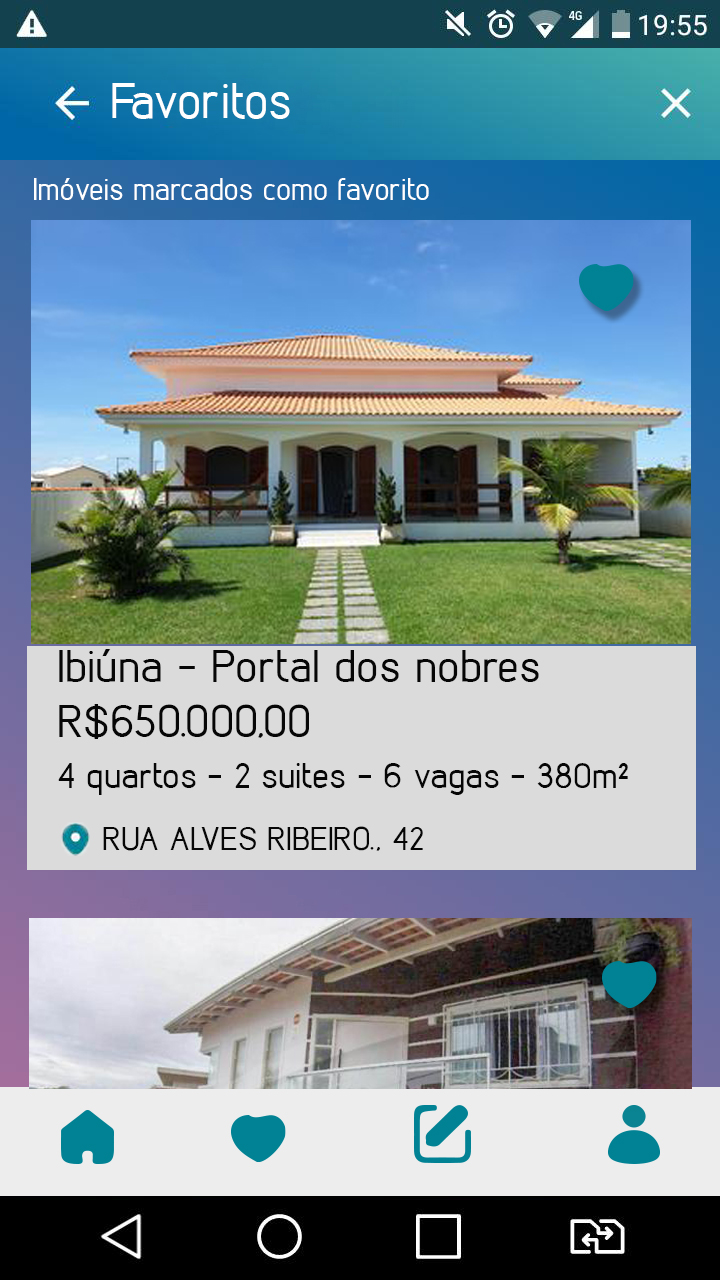 4G 19:55
Favoritos
Imóveis marcados como favorito
Ibiúna - Portal dos nobres
R$650.000,00
4 quartos - 2 suites - 6 vagas - 380m²
RUA ALVES RIBEIRO., 42